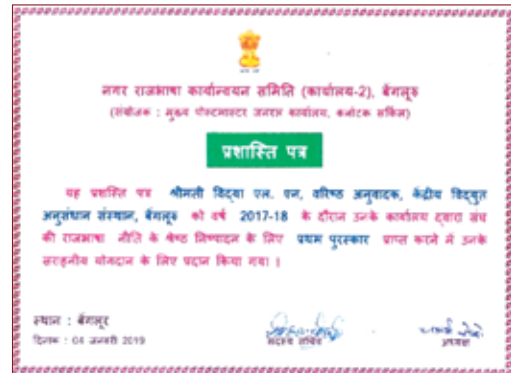 नगर राजभाषा कार्यान्वयन समिति (कार्यालय-2), बेंगलूरु
(संयोजक : मुख्य पोस्टमास्टर जनरल कार्यालय, कर्नाटक सर्किल)
प्रशास्ति पत्र
यह प्रशस्ति पत्र श्रीमती विद्या एल. एन, वरिष्ठ अनुवादक, केंद्रीय विद्युत
अनुसंधान संस्थान, बेंगलूरु को वर्ष 2017-18 के दौरान उनके कार्यालय द्वारा संघ
की राजभाषा नीति के श्रेष्ठ निष्पादन के लिए प्रथम पुरस्कार प्राप्त करने में उनके
सराहनीय योगदान के लिए प्रदान किया गया ।
स्थान : बेंगलूर
दिनांक : 04 जनवरी 2019
सदस्य सचिव
अध्यक्ष